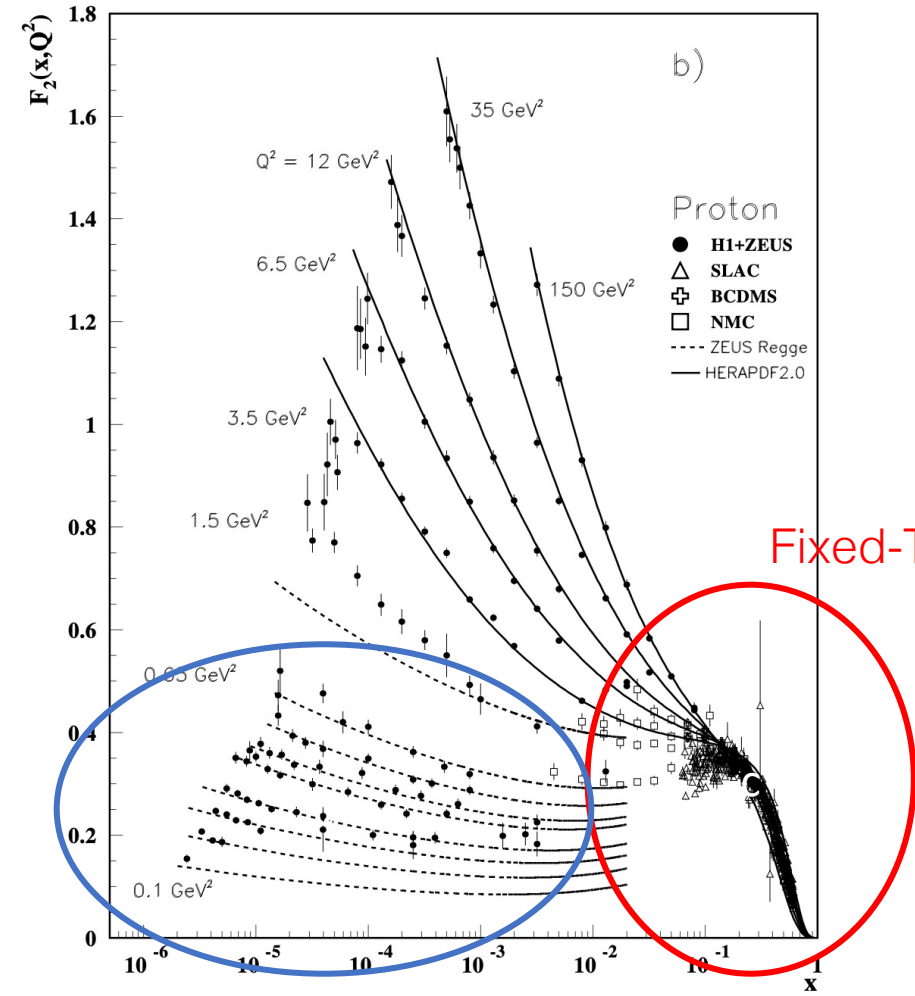 F₂(x,Q²)
b)
1.8
1.6
1.4
1.2
1
0.8
0.6
0.4
0.2
0
35 GeV²
Q² = 12 GeV²
6.5 GeV²
150 GeV²
3.5 GeV²
1.5 GeV²
0.65 GeV²
0.1 GeV²
Proton
H1+ZEUS
SLAC
BCDMS
NMC
ZEUS Regge
HERAPDF2.0
Fixed-T
10⁻⁶ 10⁻⁵ 10⁻⁴ 10⁻³ 10⁻² 10⁻¹ 1
x